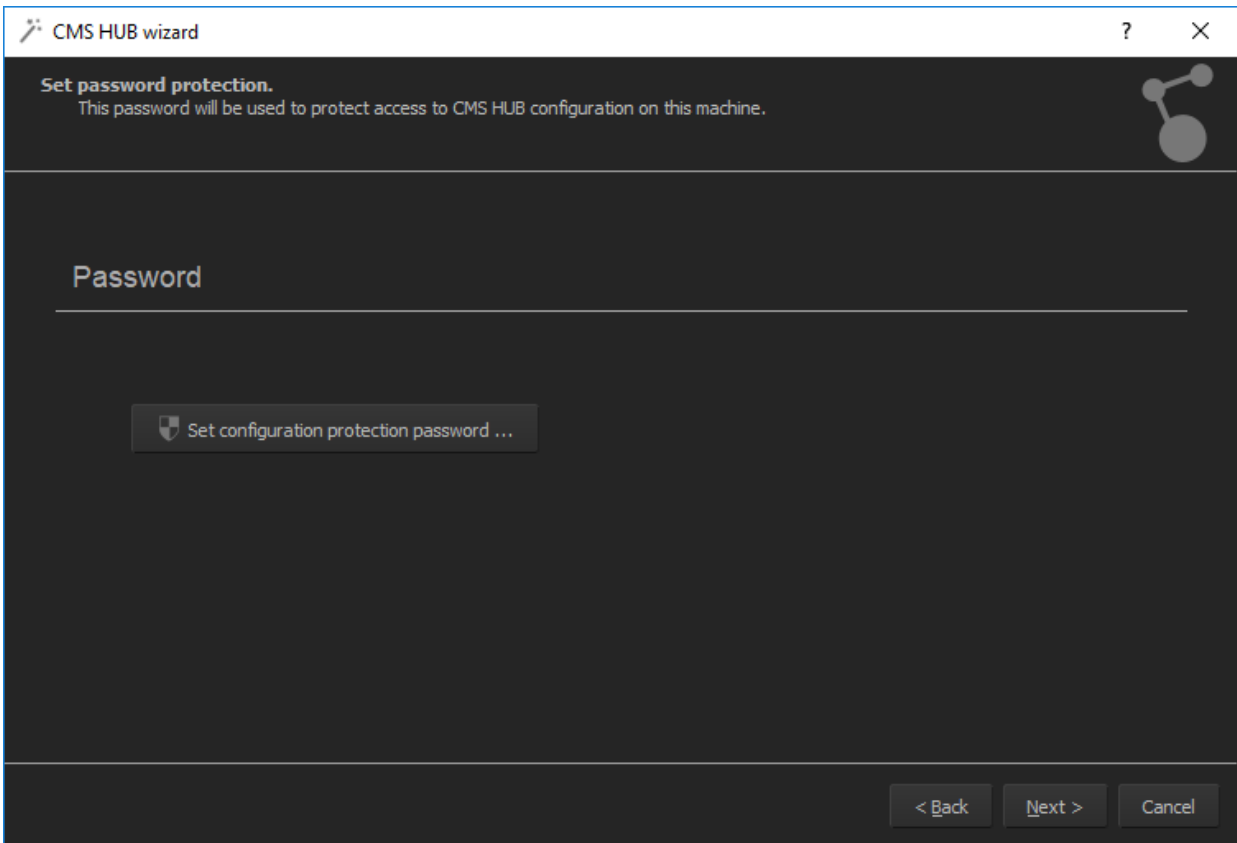 CMS HUB wizard
?
Set password protection.
This password will be used to protect access to CMS HUB configuration on this machine.
Password
Set configuration protection password ...
< Back
Next >
Cancel